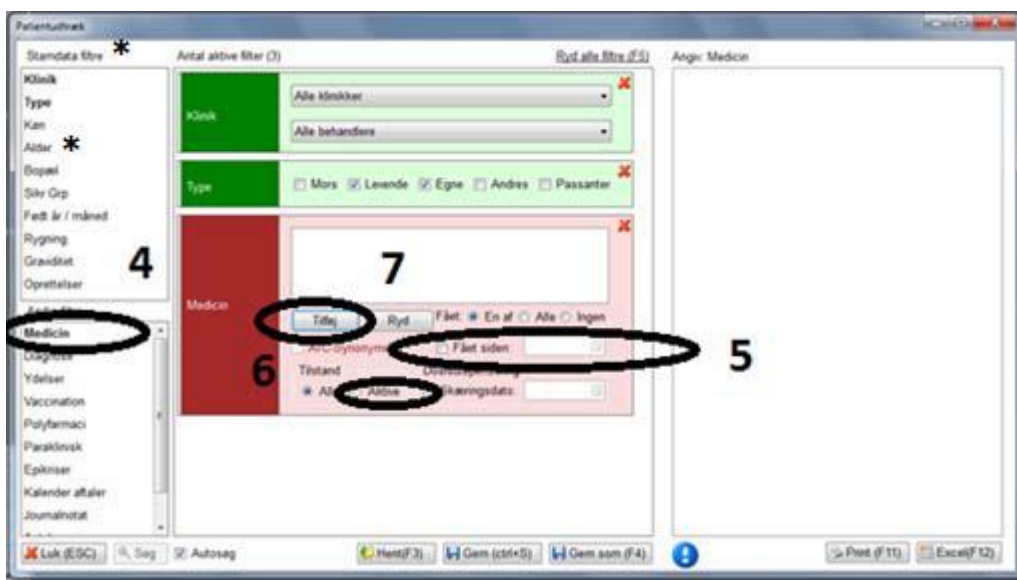 Patientudtræk
Stamdata filtre *
Antal aktive filter (3)
Ryd alle filtre (F5)
Angiv: Medicin
Klinik
Type
Køn
Alder *
Bopæl
Sikr Grp
Født år / måned
Rygning
Graviditet
Oprettelser
4
Medicin
Diagnose
Ydelser
Vaccination
Polyfarmaci
Paraklinisk
Epikriser
Kalender aftaler
Journalnotat
Klinik
Alle klinikker
Alle behandlere
Type
Mors Levende Egne Andres Passanter
Medicin
7
Tilføj Ryd Fået: En af Alle Ingen
ATC-Synonymer
Fået siden:
5
6
Tilstand
Alle Aktive
Skæringsdato:
Luk (ESC) Søg Autosøg Hent(F3) Gem (ctrl+S) Gem som (F4) Print (F11) Excel(F12)